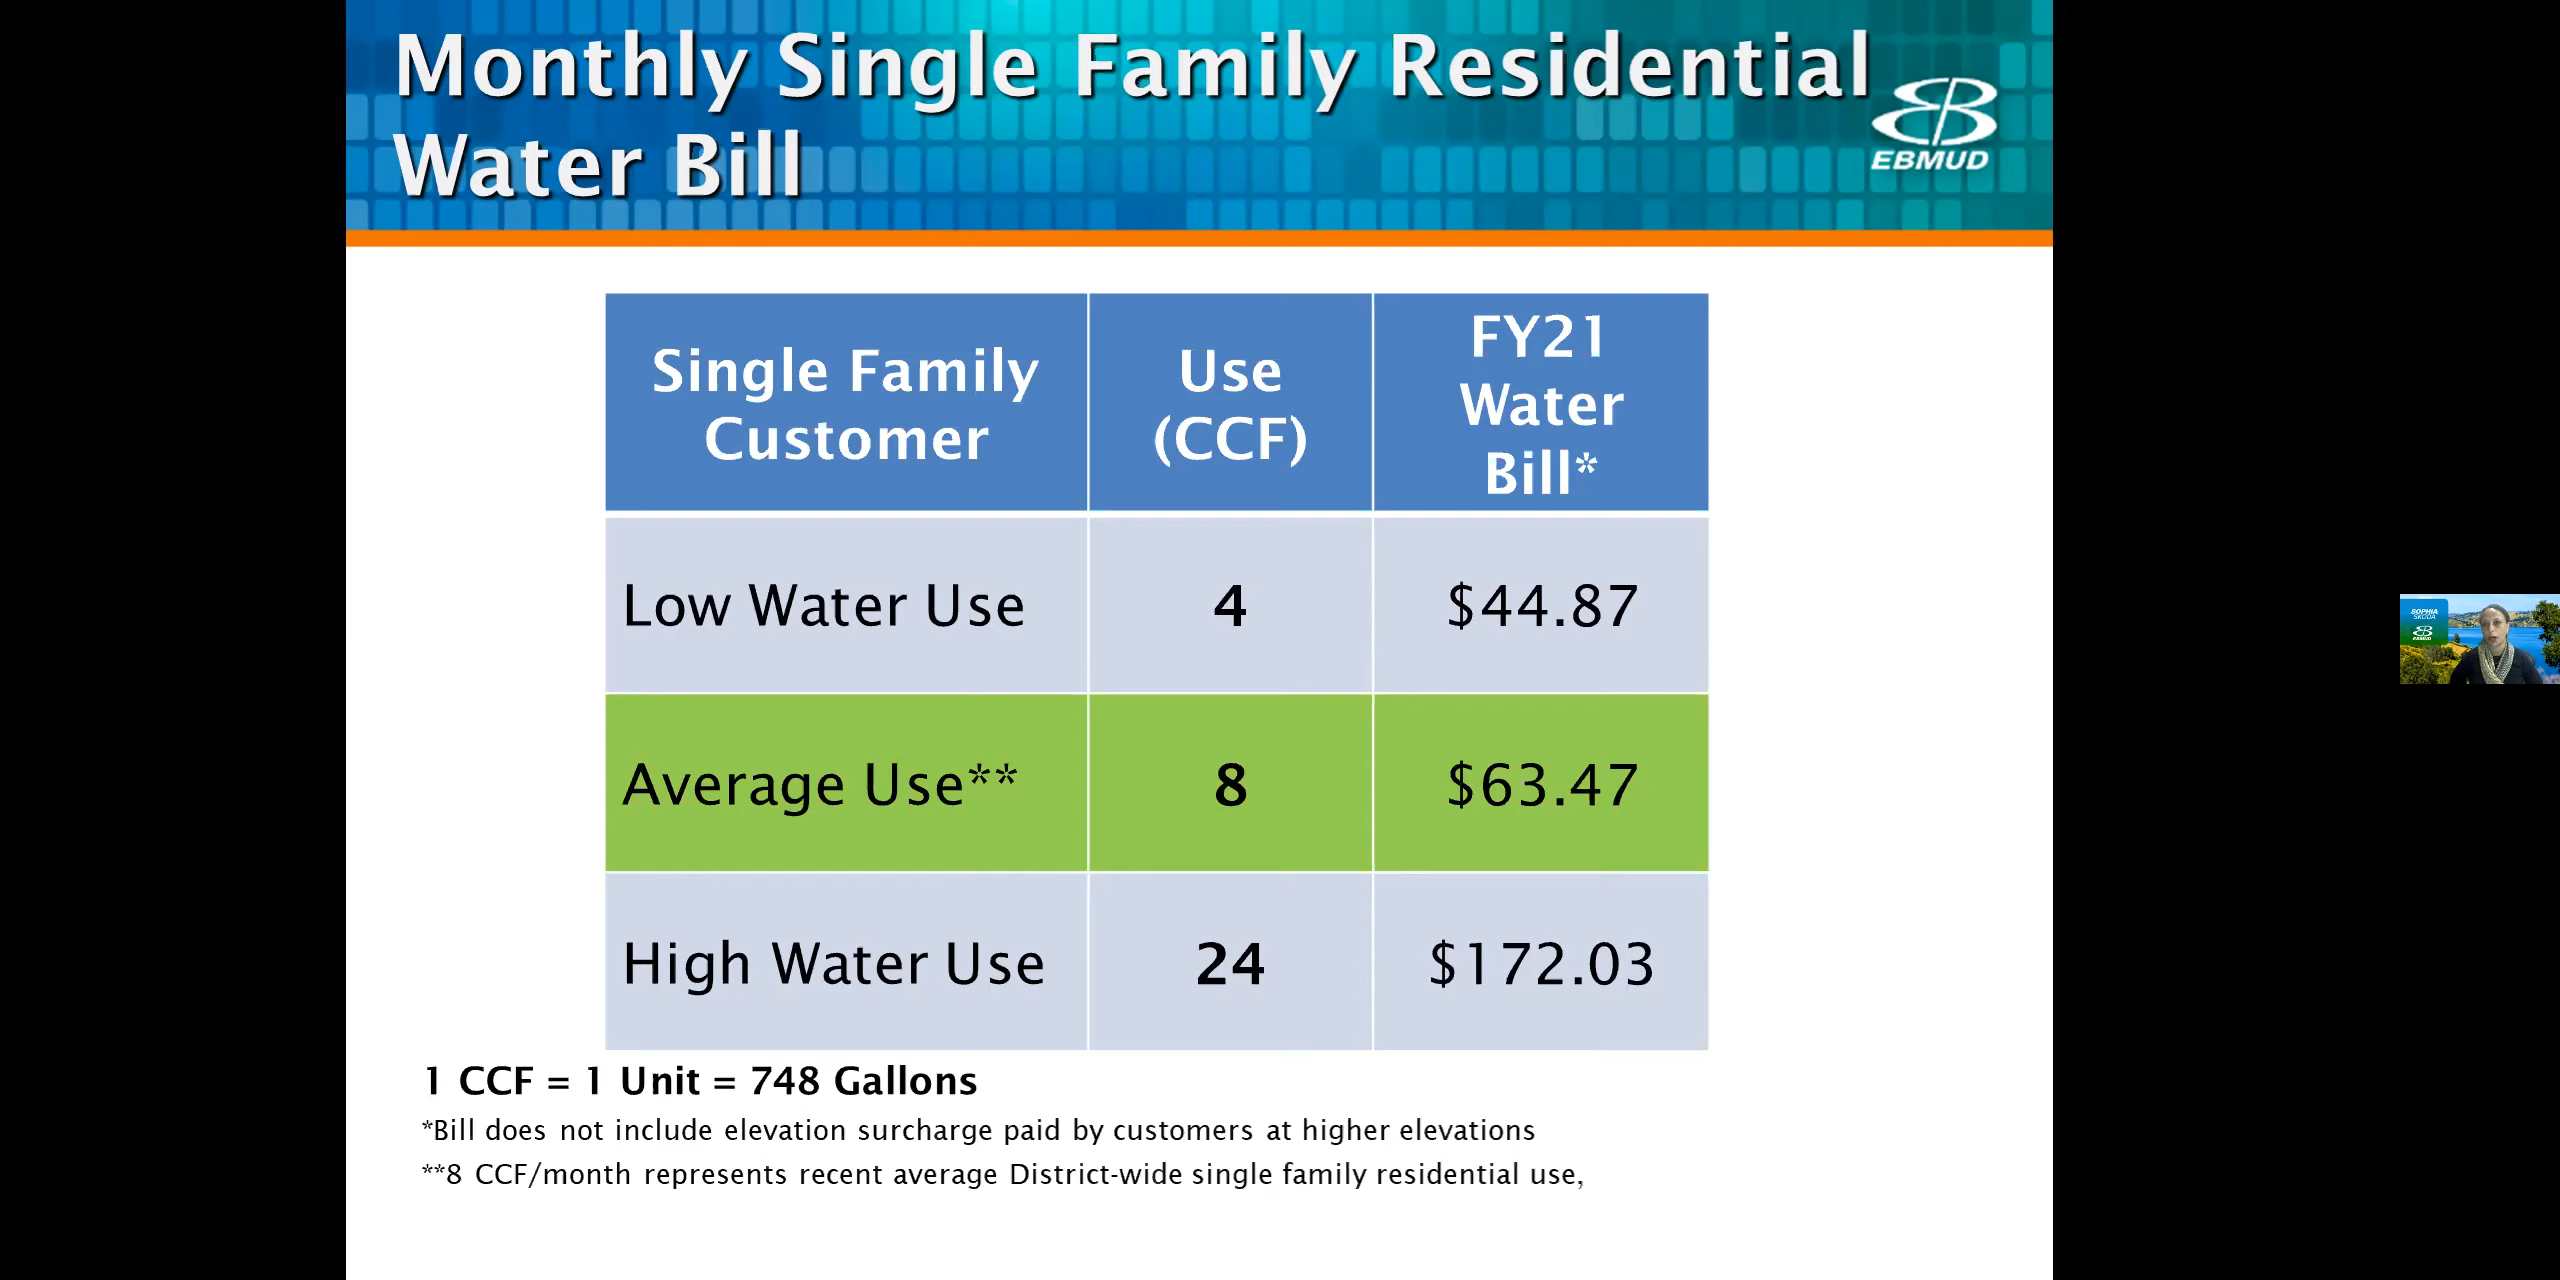 Monthly Single Family Residential
Water Bill
EBMUD
Single Family
Customer
Use
(CCF)
FY21
Water
Bill*
Low Water Use
4
$44.87
Average Use**
8
$63.47
High Water Use
24
$172.03
1 CCF = 1 Unit = 748 Gallons
*Bill does not include elevation surcharge paid by customers at higher elevations
**8 CCF/month represents recent average District-wide single family residential use,
SOPHIA
SKODA
EBMUD